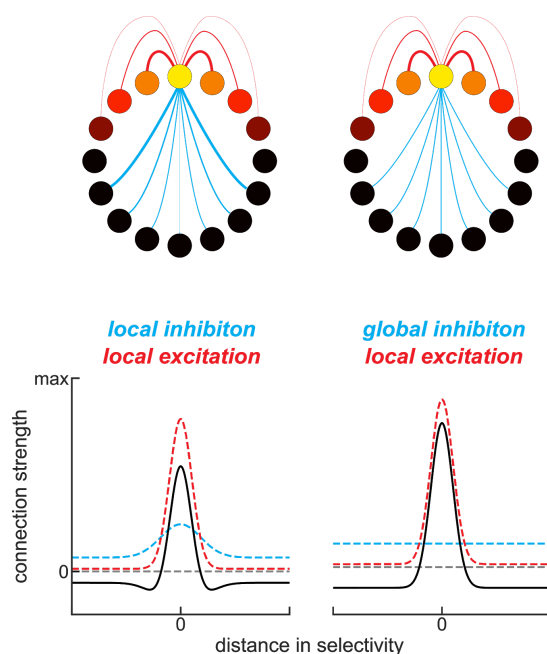 local inhibiton
local excitation
global inhibiton
local excitation
max
connection strength
0
0
0
distance in selectivity